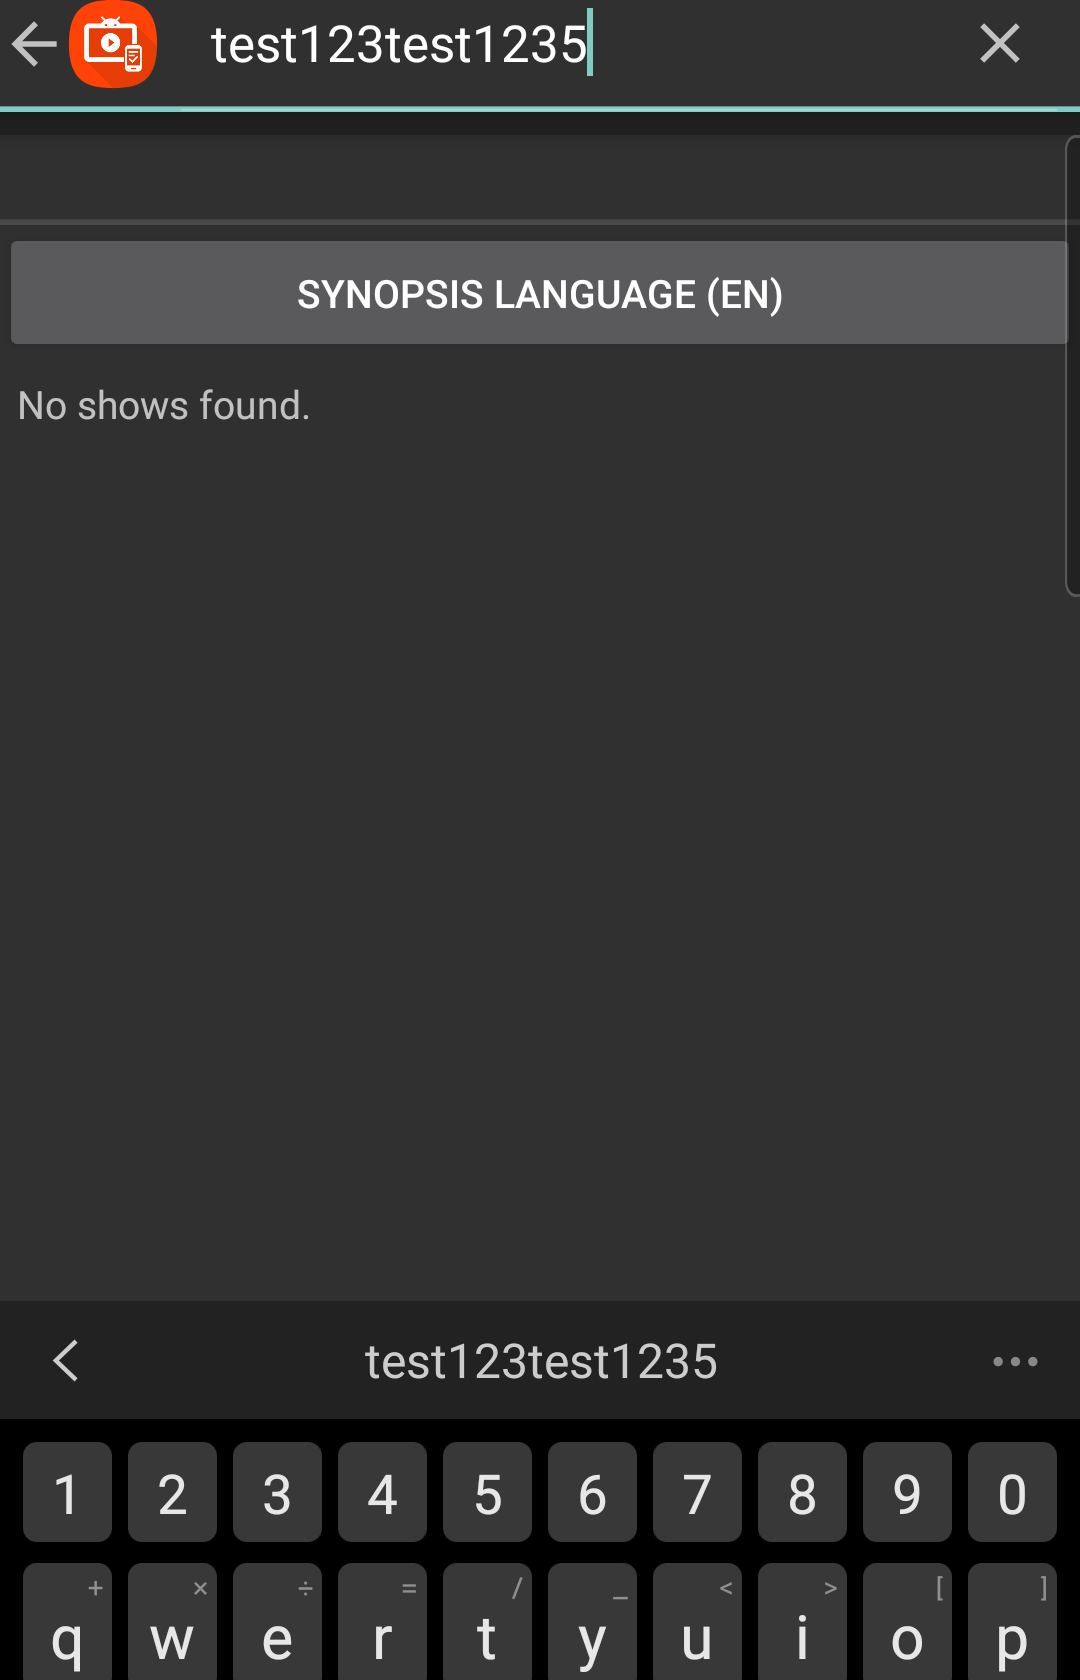 test123test1235
SYNOPSIS LANGUAGE (EN)
No shows found.
test123test1235
1 2 3 4 5 6 7 8 9 0
+ × ÷ = / _ < > [ ]
q w e r t y u i o p